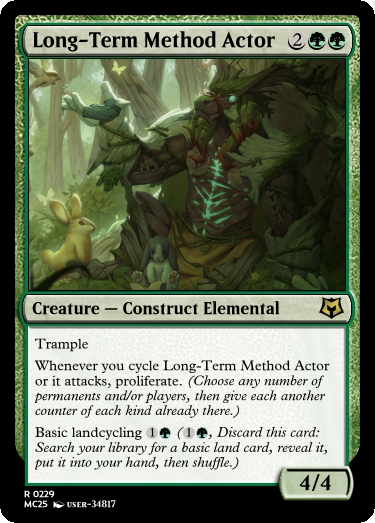 Long-Term Method Actor 2
Creature — Construct Elemental
Trample
Whenever you cycle Long-Term Method Actor
or it attacks, proliferate. (Choose any number of
permanents and/or players, then give each another
counter of each kind already there.)
Basic landcycling 1 (1, Discard this card:
Search your library for a basic land card, reveal it,
put it into your hand, then shuffle.)
4/4
R 0229
MC25 USER-34817